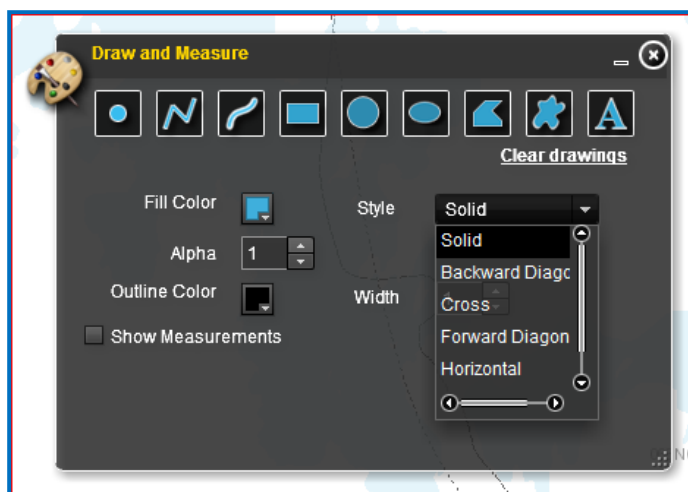 Draw and Measure
A
Clear drawings
Fill Color
Style
Solid
Alpha
1
Outline Color
Width
Show Measurements
Solid
Backward Diago
Cross
Forward Diagon
Horizontal